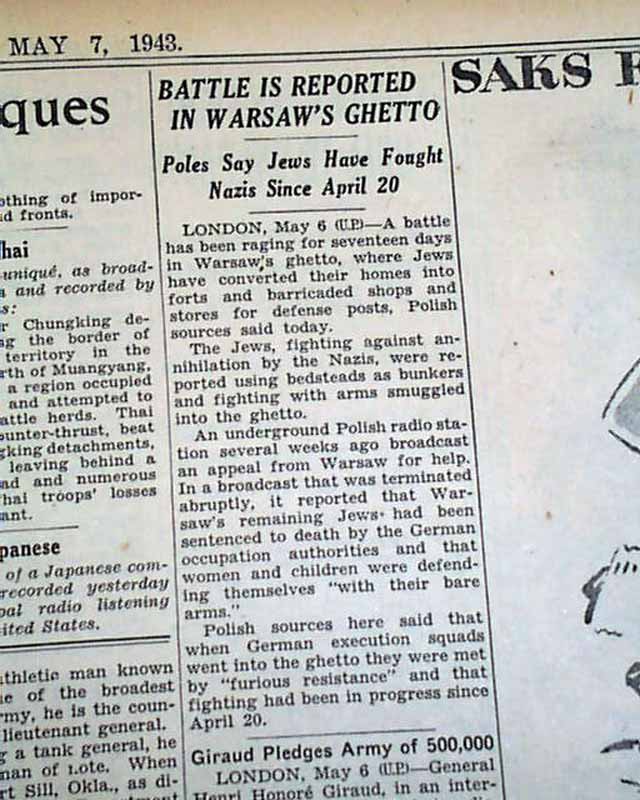 MAY 7, 1943.
ques
othing of impor-
d fronts.
hai
uniqué, as broad-
s and recorded by
s:
r Chungking de-
ng the border of
territory in the
rth of Muangyang,
a region occupied
and attempted to
attle herds. Thai
ounter-thrust, beat
gking detachments,
leaving behind a
ad and numerous
hai troops' losses
ant.
panese
of a Japanese com-
recorded yesterday
oal radio listening
ited States.
athletic man known
e of the broadest
rmy, he is the coun-
lieutenant general.
g a tank general, he
man of note. When
rt Sill, Okla., as di-
BATTLE IS REPORTED
IN WARSAW'S GHETTO
Poles Say Jews Have Fought
Nazis Since April 20
LONDON, May 6 (U.P.)—A battle
has been raging for seventeen days
in Warsaw's ghetto, where Jews
have converted their homes into
forts and barricaded shops and
stores for defense posts, Polish
sources said today.
The Jews, fighting against an-
nihilation by the Nazis, were re-
ported using bedsteads as bunkers
and fighting with arms smuggled
into the ghetto.
An underground Polish radio sta-
tion several weeks ago broadcast
an appeal from Warsaw for help.
In a broadcast that was terminated
abruptly, it reported that War-
saw's remaining Jews had been
sentenced to death by the German
occupation authorities and that
women and children were defend-
ing themselves "with their bare
arms."
Polish sources here said that
when German execution squads
went into the ghetto they were met
by "furious resistance" and that
fighting had been in progress since
April 20.
Giraud Pledges Army of 500,000
LONDON, May 6 (U.P.)—General
Henri Honoré Giraud, in an inter-
SAKS F